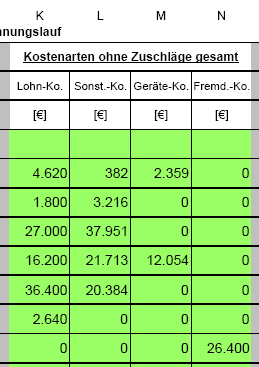 K L M N
nungslauf
Kostenarten ohne Zuschläge gesamt
Lohn-Ko. Sonst.-Ko. Geräte-Ko. Fremd.-Ko.
[€] [€] [€] [€]
4.620 382 2.359 0
1.800 3.216 0 0
27.000 37.951 0 0
16.200 21.713 12.054 0
36.400 20.384 0 0
2.640 0 0 0
0 0 0 26.400